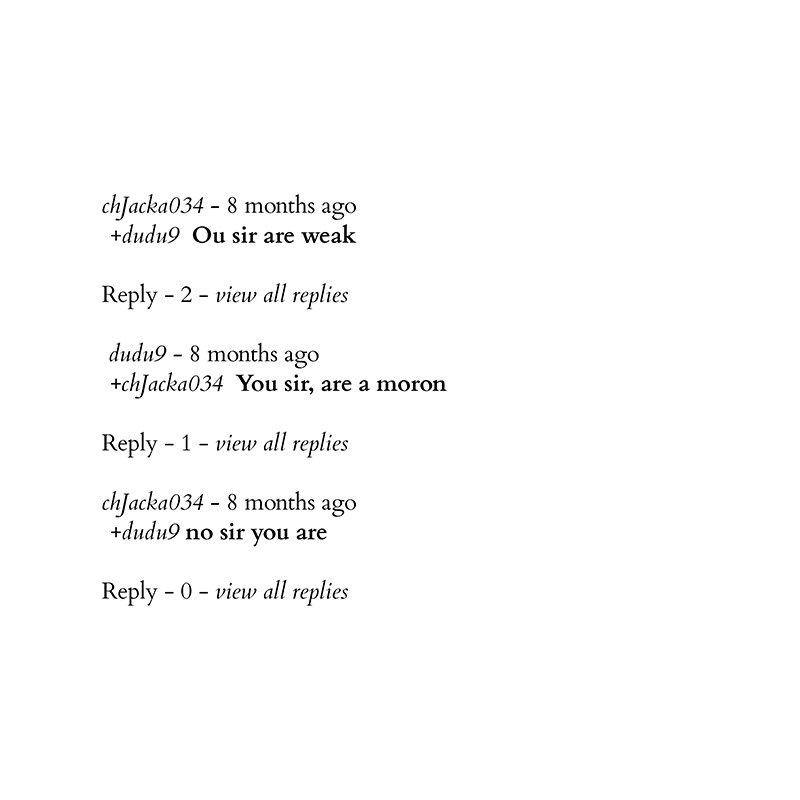 chJacka034 – 8 months ago
+dudu9 Ou sir are weak
Reply – 2 – view all replies
dudu9 – 8 months ago
+chJacka034 You sir, are a moron
Reply – 1 – view all replies
chJacka034 – 8 months ago
+dudu9 no sir you are
Reply – 0 – view all replies